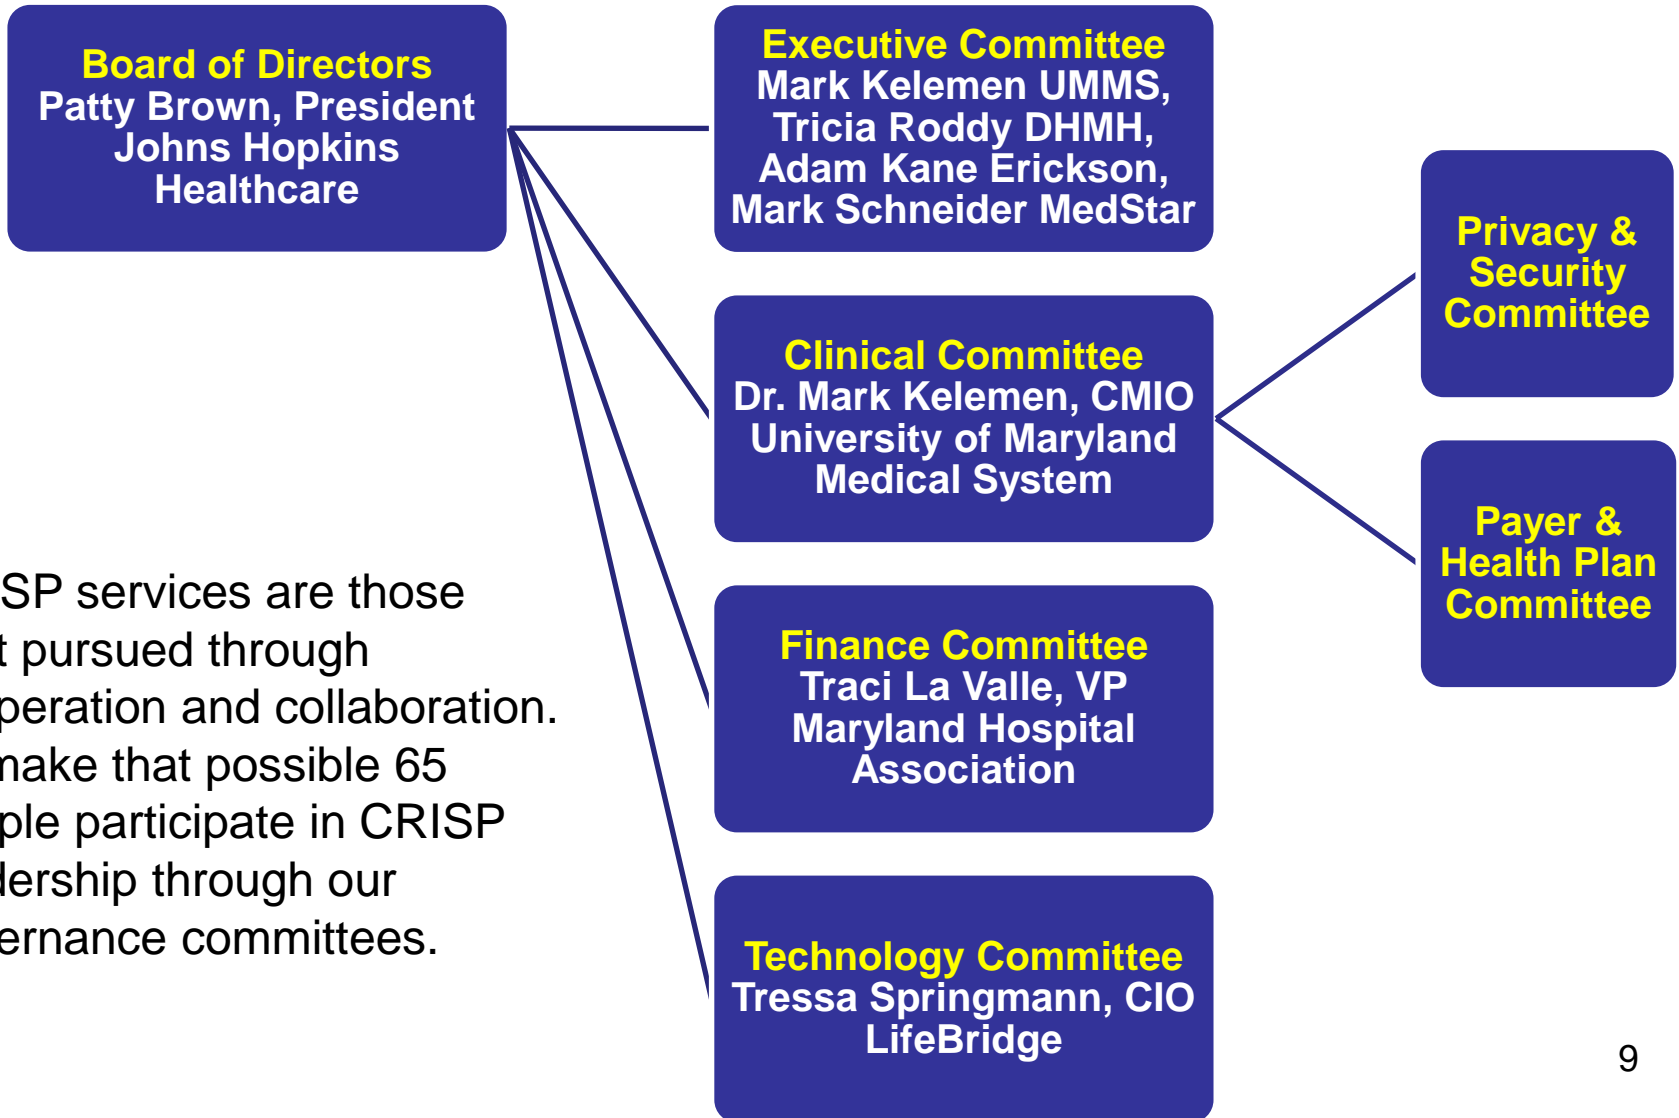 Board of Directors
Patty Brown, President
Johns Hopkins
Healthcare
Executive Committee
Mark Kelemen UMMS,
Tricia Roddy DHMH,
Adam Kane Erickson,
Mark Schneider MedStar
Clinical Committee
Dr. Mark Kelemen, CMIO
University of Maryland
Medical System
Finance Committee
Traci La Valle, VP
Maryland Hospital
Association
Technology Committee
Tressa Springmann, CIO
LifeBridge
Privacy &
Security
Committee
Payer &
Health Plan
Committee
SP services are those
t pursued through
peration and collaboration.
make that possible 65
ple participate in CRISP
dership through our
ernance committees.
9